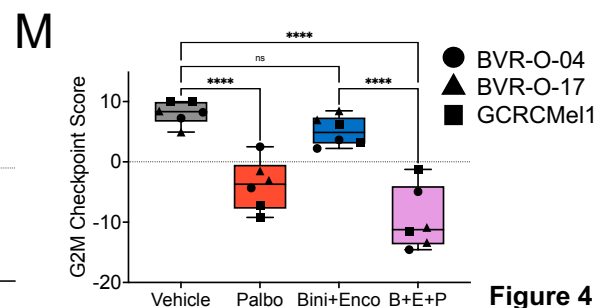 M
****
ns
****
****
BVR-O-04
BVR-O-17
GCRCMel1
G2M Checkpoint Score
10
0
-10
-20
Vehicle
Palbo
Bini+Enco
B+E+P
Figure 4